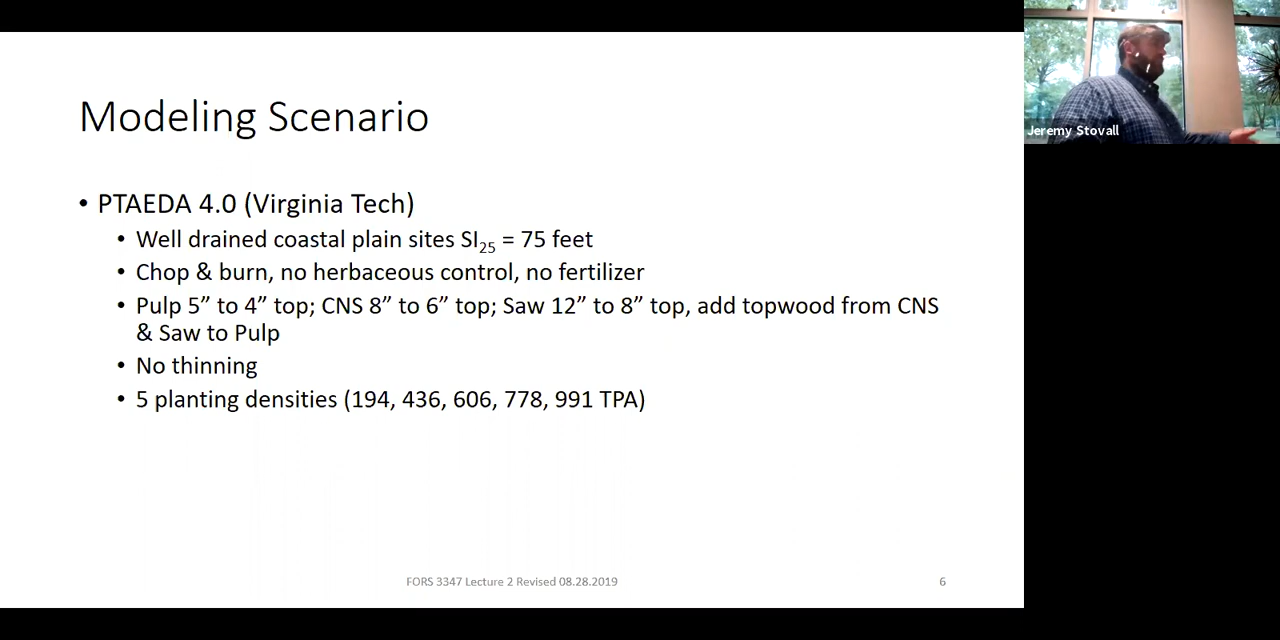 Modeling Scenario
• PTAEDA 4.0 (Virginia Tech)
• Well drained coastal plain sites SI25 = 75 feet
• Chop & burn, no herbaceous control, no fertilizer
• Pulp 5” to 4” top; CNS 8” to 6” top; Saw 12” to 8” top, add topwood from CNS
& Saw to Pulp
• No thinning
• 5 planting densities (194, 436, 606, 778, 991 TPA)
FORS 3347 Lecture 2 Revised 08.28.2019
6
Jeremy Stovall